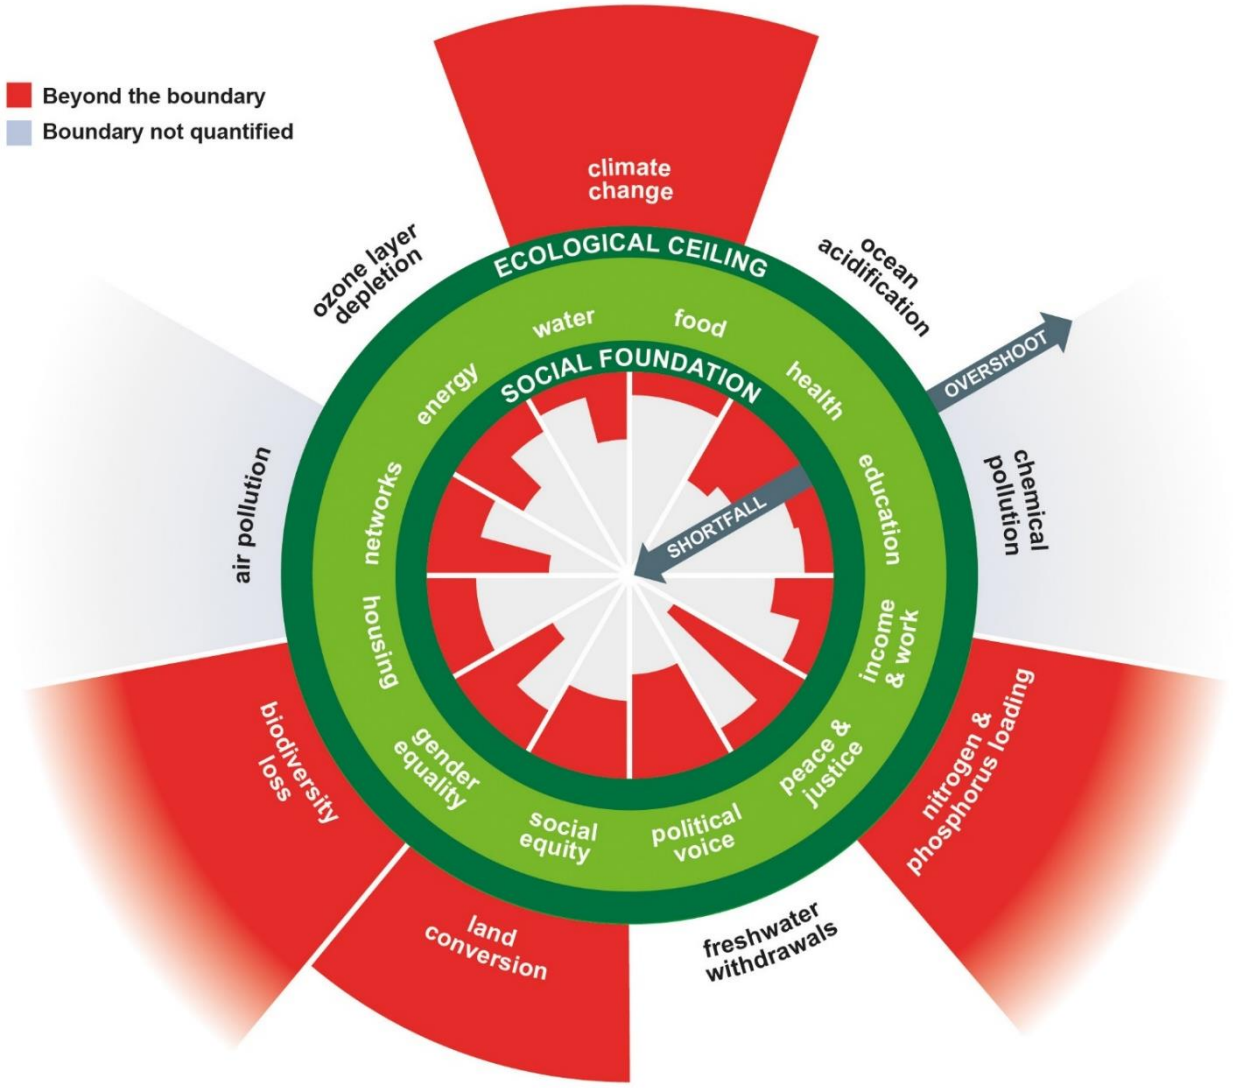 Beyond the boundary
Boundary not quantified
climate
change
ozone layer
depletion
ECOLOGICAL CEILING
ocean
acidification
OVERSHOOT
water
food
energy
SOCIAL FOUNDATION
health
networks
SHORTFALL
education
air pollution
chemical
pollution
housing
income
& work
biodiversity
loss
gender
equality
social
equity
political
voice
peace &
justice
nitrogen &
phosphorus loading
land
conversion
freshwater
withdrawals